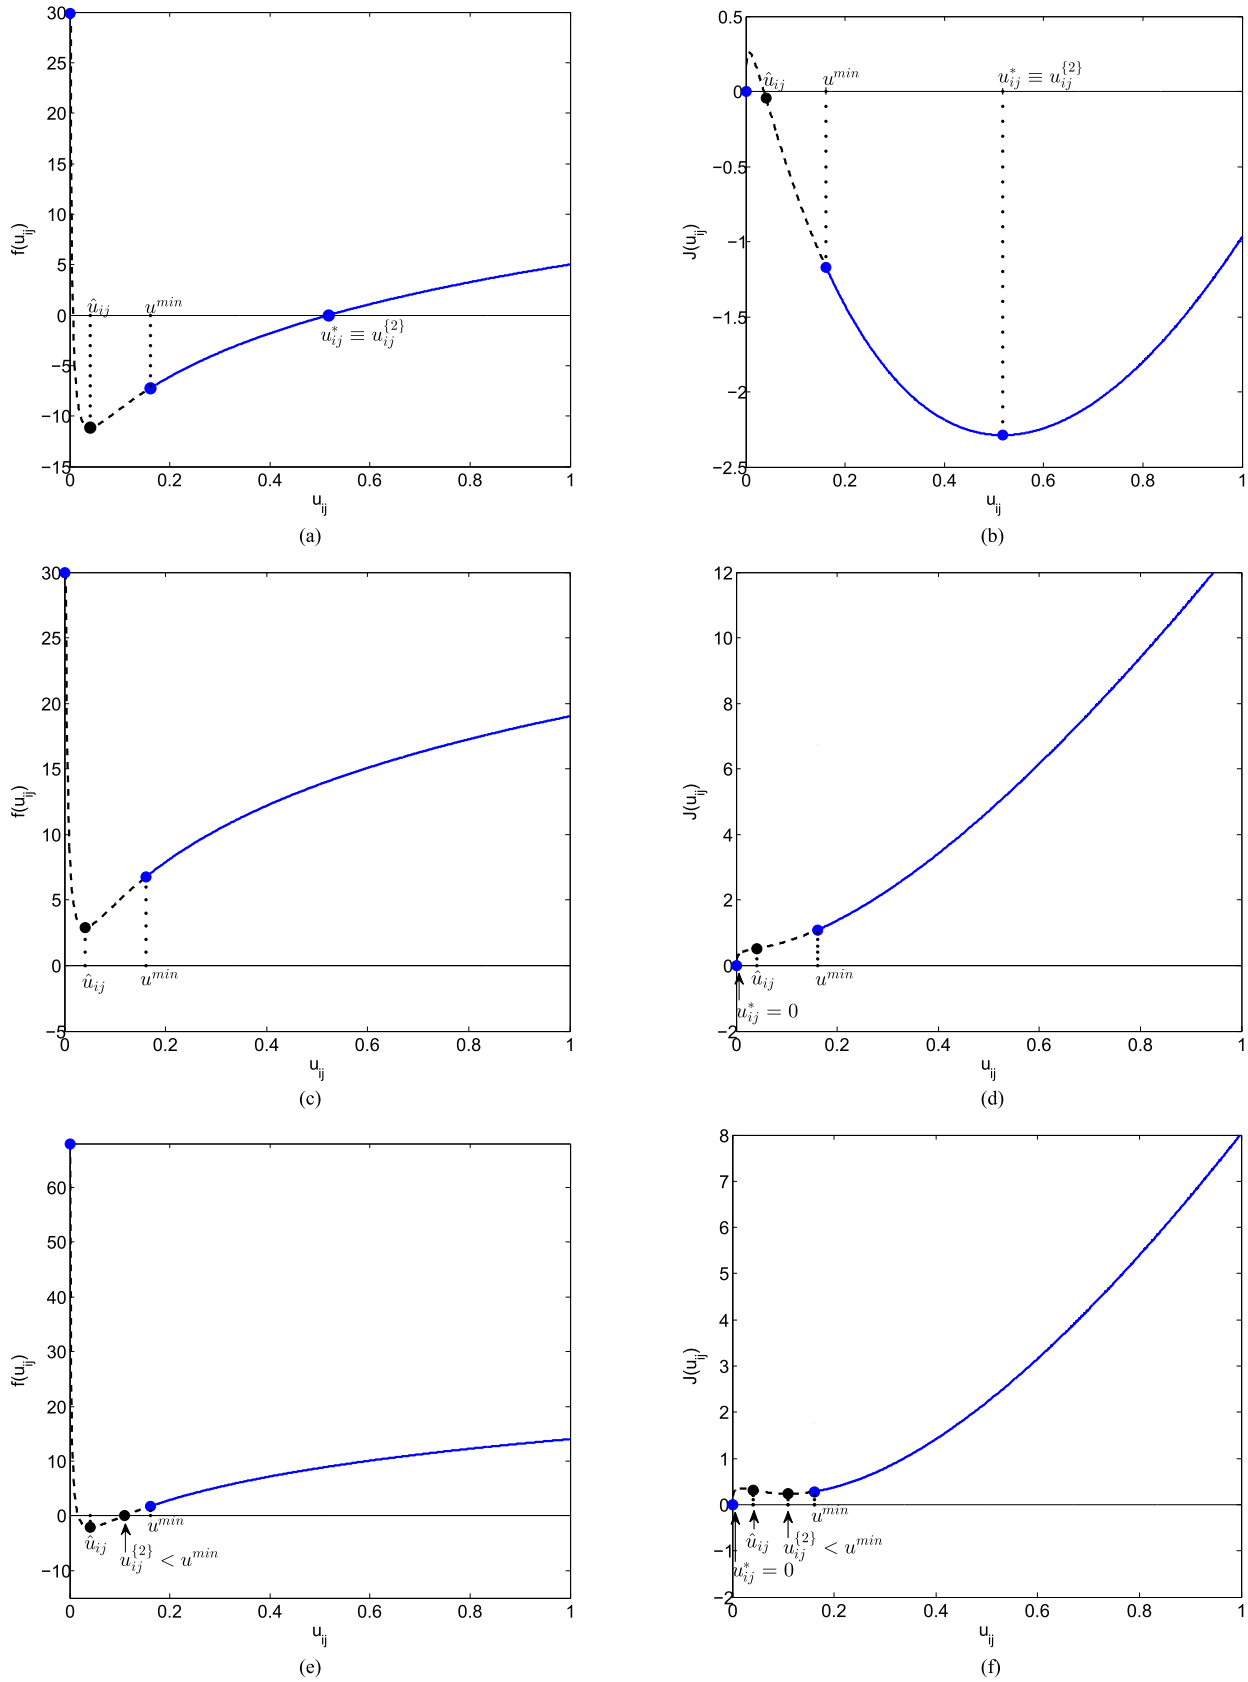 30
25
20
15
10
5
0
−5
−10
−15
f(u_ij)
û_ij
u^min
u*_ij ≡ u_ij^{2}
0 0.2 0.4 0.6 0.8 1
u_ij
(a)
0.5
0
−0.5
−1
−1.5
−2
−2.5
J(u_ij)
û_ij
u^min
u*_ij ≡ u_ij^{2}
0 0.2 0.4 0.6 0.8 1
u_ij
(b)
30
25
20
15
10
5
0
−5
f(u_ij)
û_ij
u^min
0 0.2 0.4 0.6 0.8 1
u_ij
(c)
12
10
8
6
4
2
0
−2
J(u_ij)
û_ij
u^min
u*_ij = 0
0 0.2 0.4 0.6 0.8 1
u_ij
(d)
60
50
40
30
20
10
0
−10
f(u_ij)
û_ij
u^min
u_ij^{2} < u^min
0 0.2 0.4 0.6 0.8 1
u_ij
(e)
8
7
6
5
4
3
2
1
0
−1
−2
J(u_ij)
u^min
û_ij
u_ij^{2} < u^min
u*_ij = 0
0 0.2 0.4 0.6 0.8 1
u_ij
(f)